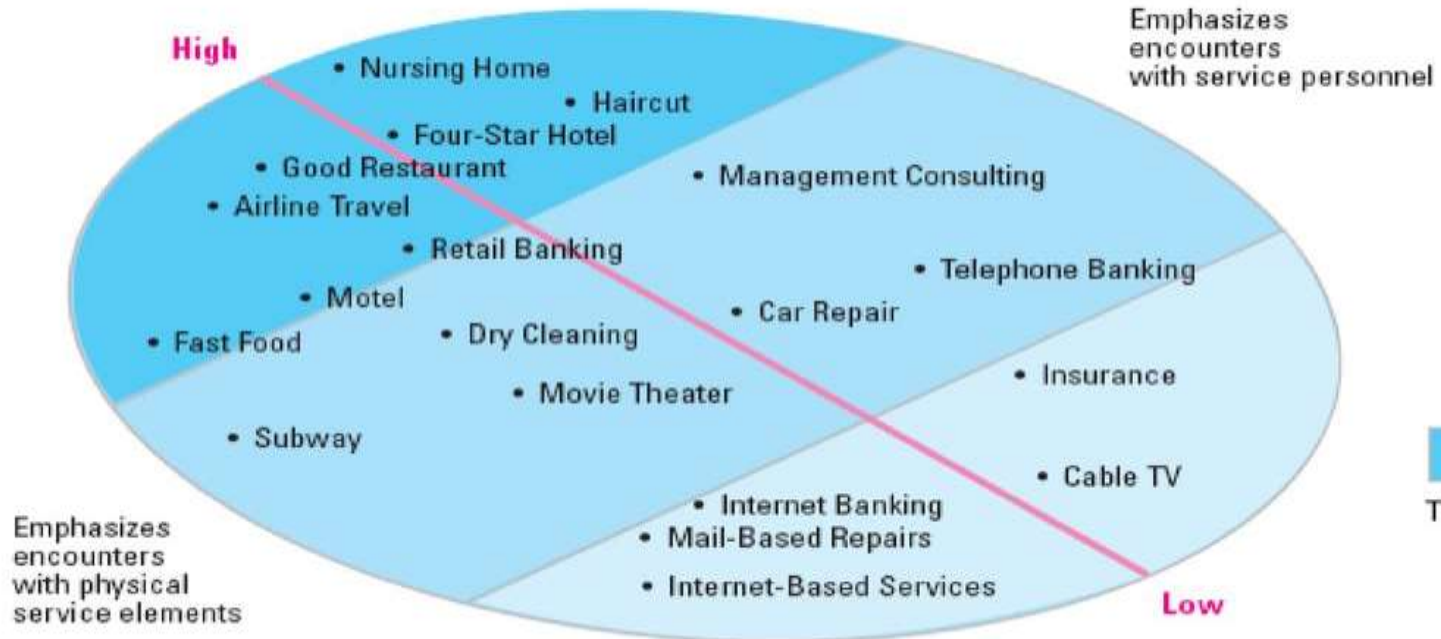 Emphasizes
encounters
with service personnel
High
• Nursing Home
• Haircut
• Four-Star Hotel
• Good Restaurant
• Management Consulting
• Airline Travel
• Retail Banking
• Telephone Banking
• Motel
• Car Repair
• Dry Cleaning
• Fast Food
• Insurance
• Movie Theater
• Subway
• Cable TV
• Internet Banking
• Mail-Based Repairs
• Internet-Based Services
Emphasizes
encounters
with physical
service elements
Low
T